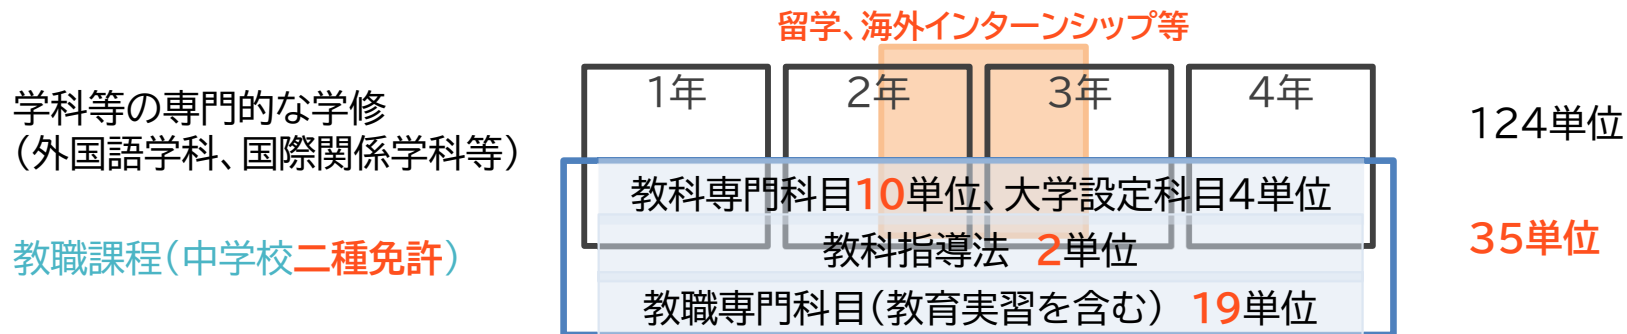 留学、海外インターンシップ等
1年 2年 3年 4年
学科等の専門的な学修
（外国語学科、国際関係学科等）
124単位
教科専門科目10単位、大学設定科目4単位
教職課程（中学校二種免許）
教科指導法 2単位
35単位
教職専門科目（教育実習を含む） 19単位